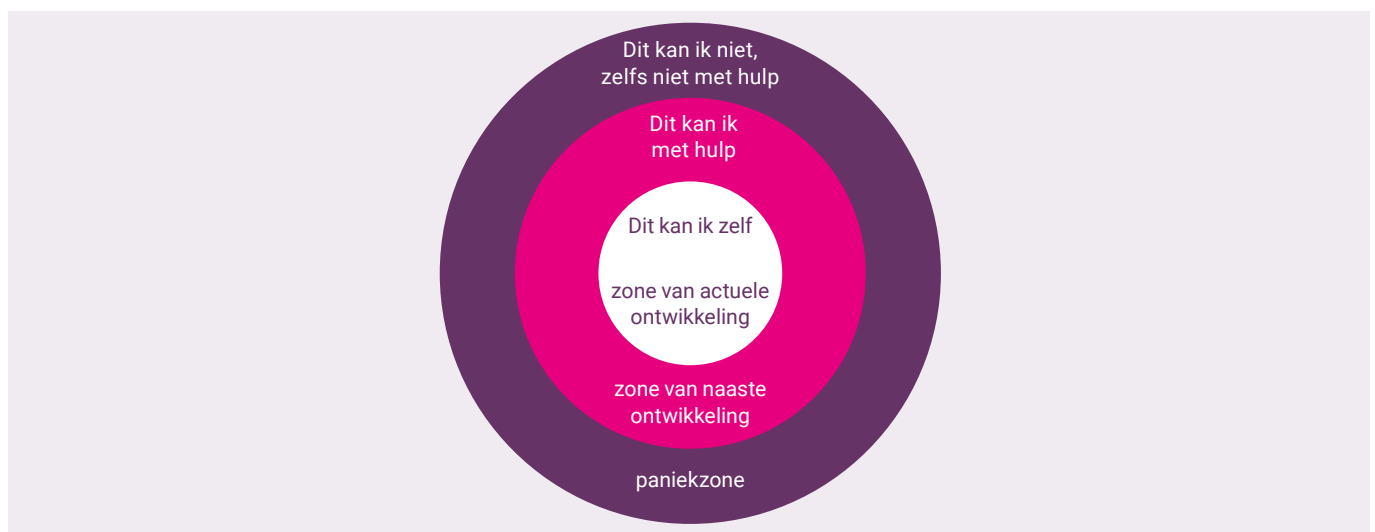 Dit kan ik niet,
zelfs niet met hulp
Dit kan ik
met hulp
Dit kan ik zelf
zone van actuele
ontwikkeling
zone van naaste
ontwikkeling
paniekzone